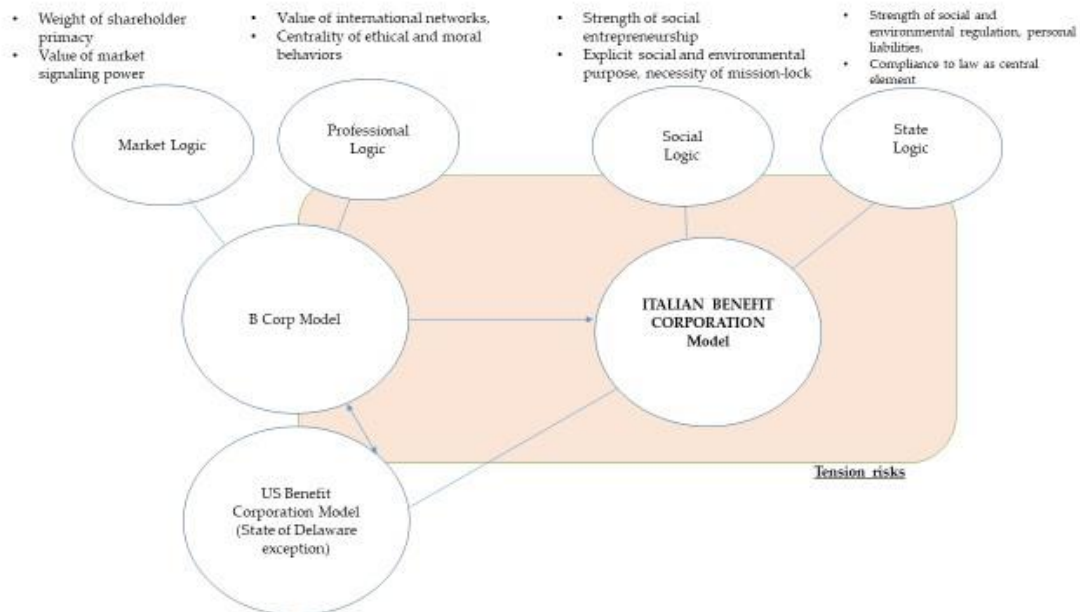 • Weight of shareholder
primacy
• Value of market
signaling power
• Value of international networks,
• Centrality of ethical and moral
behaviors
• Strength of social
entrepreneurship
• Explicit social and environmental
purpose, necessity of mission-lock
• Strength of social and
environmental regulation, personal
liabilities.
• Compliance to law as central
element
Market Logic
Professional
Logic
Social
Logic
State
Logic
B Corp Model
ITALIAN BENEFIT
CORPORATION
Model
Tension risks
US Benefit
Corporation Model
(State of Delaware
exception)